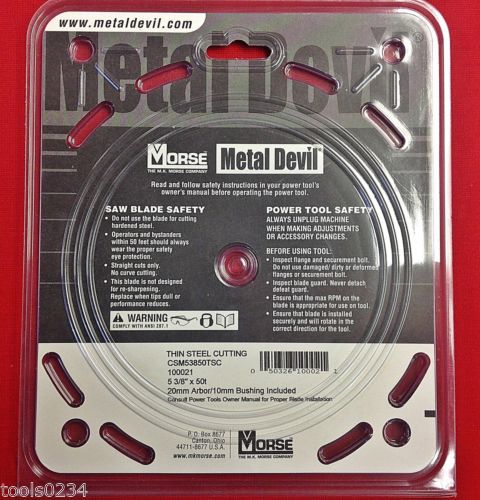 www.metaldevil.com
Metal Devil®
MORSE
THE M.K. MORSE COMPANY
Metal Devil
Read and follow safety instructions in your power tool's
owner's manual before operating the power tool.
SAW BLADE SAFETY
• Do not use the blade for cutting
hardened steel.
• Operators and bystanders
within 50 feet should always
wear the proper safety
eye protection.
• Straight cuts only.
No curve cutting.
• This blade is not designed
for re-sharpening.
Replace when tips dull or
performance reduces.
WARNING
COMPLY WITH ANSI Z87.1
POWER TOOL SAFETY
ALWAYS UNPLUG MACHINE
WHEN MAKING ADJUSTMENTS
OR ACCESSORY CHANGES.
BEFORE USING TOOL:
• Inspect flange and securement bolt.
Do not use damaged/ dirty or deformed
flanges or securement bolt.
• Inspect blade guard. Never detach
defeat guard.
• Ensure that the max RPM on the
blade is appropriate for use on tool.
• Ensure that blade is installed
securely and will rotate in the
correct direction for the tool.
THIN STEEL CUTTING
CSM53850TSC
100021
5 3/8" x 50t
20mm Arbor/10mm Bushing Included
Consult Power Tools Owner Manual for Proper Blade Installation
0 50326 10002 1
P. O. Box 8677
Canton, Ohio
44711-8677 U.S.A.
www.mkmorse.com
MORSE
THE M.K. MORSE COMPANY
tools0234